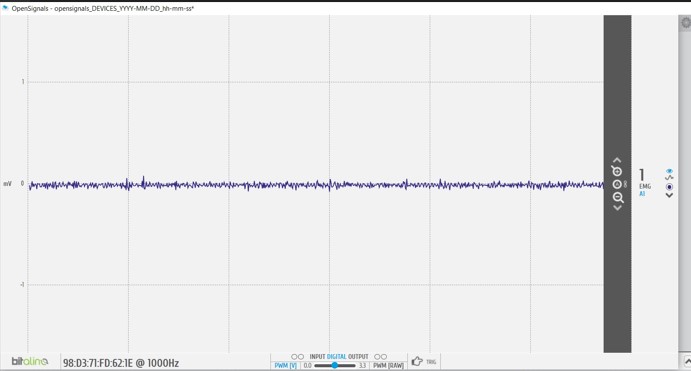 OpenSignals - opensignals_DEVICES_YYYY-MM-DD_hh-mm-ss*
1
mV 0
-1
1
EMG
A1
bitalino 98:D3:71:FD:62:1E @ 1000Hz
INPUT DIGITAL OUTPUT
PWM [V] 0.0 3.3 PWM [RAW]
TRIG